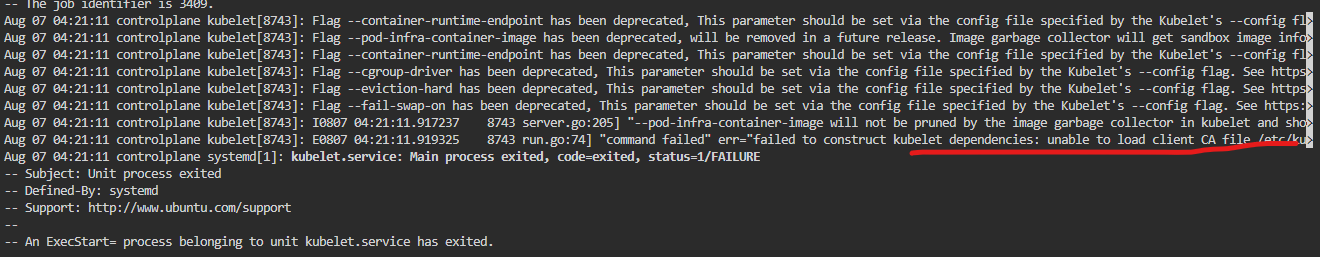 -- The job identifier is 3409.
Aug 07 04:21:11 controlplane kubelet[8743]: Flag --container-runtime-endpoint has been deprecated, This parameter should be set via the config file specified by the Kubelet's --config fl>
Aug 07 04:21:11 controlplane kubelet[8743]: Flag --pod-infra-container-image has been deprecated, will be removed in a future release. Image garbage collector will get sandbox image info>
Aug 07 04:21:11 controlplane kubelet[8743]: Flag --container-runtime-endpoint has been deprecated, This parameter should be set via the config file specified by the Kubelet's --config fl>
Aug 07 04:21:11 controlplane kubelet[8743]: Flag --cgroup-driver has been deprecated, This parameter should be set via the config file specified by the Kubelet's --config flag. See https>
Aug 07 04:21:11 controlplane kubelet[8743]: Flag --eviction-hard has been deprecated, This parameter should be set via the config file specified by the Kubelet's --config flag. See https>
Aug 07 04:21:11 controlplane kubelet[8743]: Flag --fail-swap-on has been deprecated, This parameter should be set via the config file specified by the Kubelet's --config flag. See https:>
Aug 07 04:21:11 controlplane kubelet[8743]: I0807 04:21:11.917237    8743 server.go:205] "--pod-infra-container-image will not be pruned by the image garbage collector in kubelet and sho>
Aug 07 04:21:11 controlplane kubelet[8743]: E0807 04:21:11.919325    8743 run.go:74] "command failed" err="failed to construct kubelet dependencies: unable to load client CA file /etc/ku>
Aug 07 04:21:11 controlplane systemd[1]: kubelet.service: Main process exited, code=exited, status=1/FAILURE
-- Subject: Unit process exited
-- Defined-By: systemd
-- Support: http://www.ubuntu.com/support
--
-- An ExecStart= process belonging to unit kubelet.service has exited.